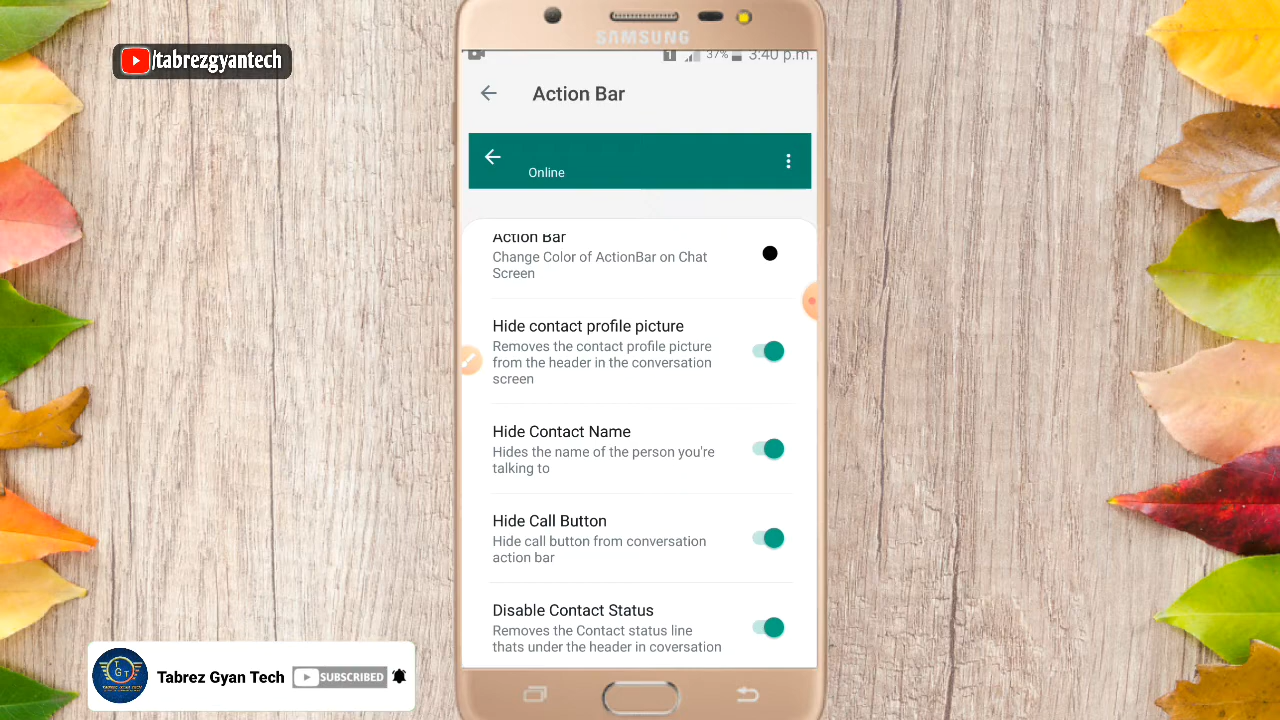 /tabrezgyantech
SAMSUNG
1 37% 3:40 p.m.
Action Bar
Online
Action Bar
Change Color of ActionBar on Chat
Screen
Hide contact profile picture
Removes the contact profile picture
from the header in the conversation
screen
Hide Contact Name
Hides the name of the person you're
talking to
Hide Call Button
Hide call button from conversation
action bar
Disable Contact Status
Removes the Contact status line
thats under the header in coversation
TGT
Tabrez Gyan Tech
SUBSCRIBED